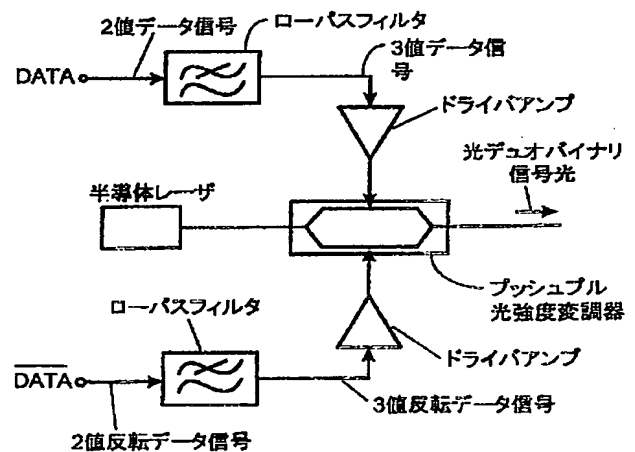 2値データ信号
ローパスフィルタ
3値データ信
号
DATA
ドライバアンプ
光デュオバイナリ
信号光
半導体レーザ
プッシュプル
光強度変調器
ローパスフィルタ
ドライバアンプ
DATA
3値反転データ信号
2値反転データ信号